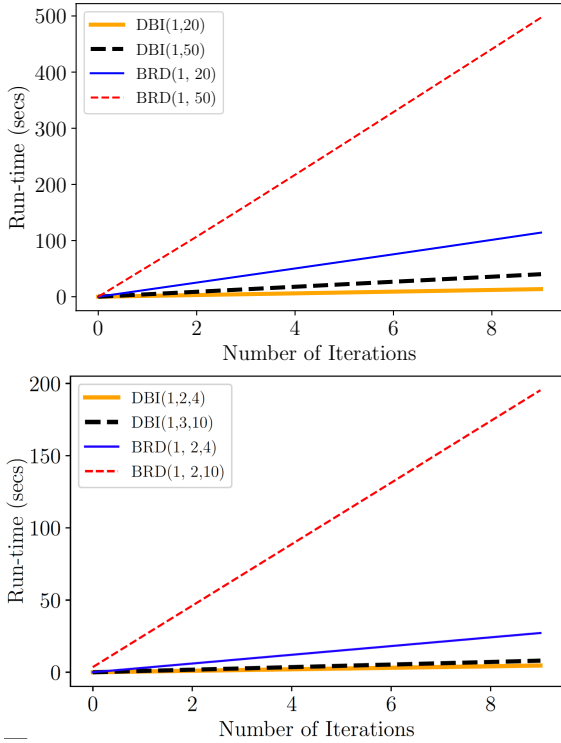 500
400
300
200
100
0
Run-time (secs)
DBI(1,20)
DBI(1,50)
BRD(1, 20)
BRD(1, 50)
0 2 4 6 8
Number of Iterations
200
150
100
50
0
Run-time (secs)
DBI(1,2,4)
DBI(1,3,10)
BRD(1, 2,4)
BRD(1, 2,10)
0 2 4 6 8
Number of Iterations